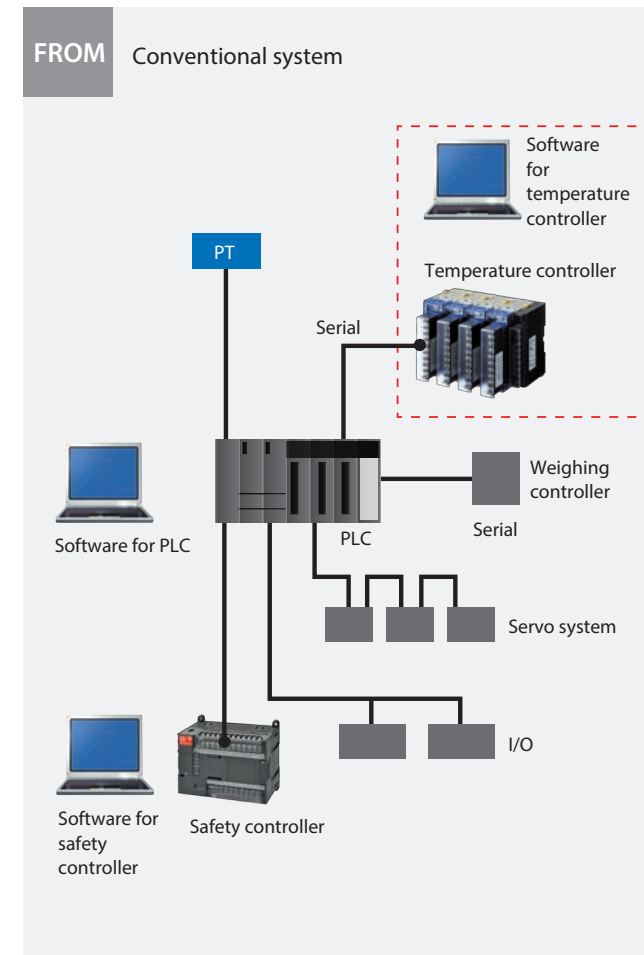 FROM
Conventional system
Software
for
temperature
controller
PT
Temperature controller
Serial
Weighing
controller
Serial
Software for PLC
PLC
Servo system
I/O
Software for
safety
controller
Safety controller